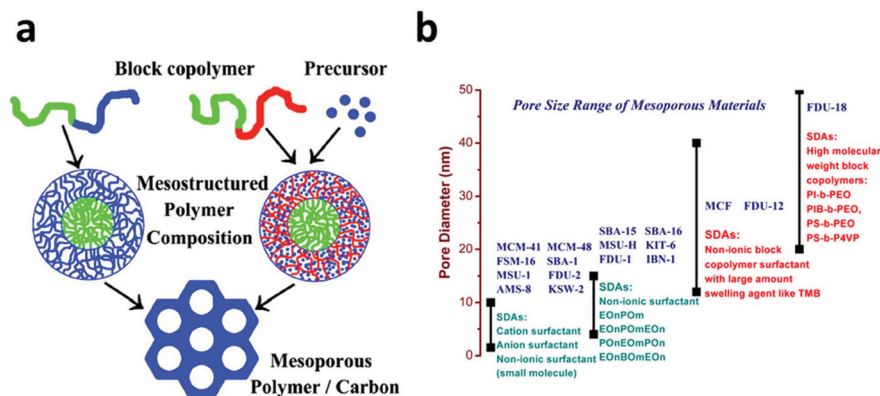 a
Block copolymer
Precursor
Mesostructured
Polymer
Composition
Mesoporous
Polymer / Carbon
b
Pore Size Range of Mesoporous Materials
Pore Diameter (nm)
50
40
30
20
10
0
MCM-41 MCM-48
FSM-16 SBA-1
MSU-1 FDU-2
AMS-8 KSW-2
SDAs:
Cation surfactant
Anion surfactant
Non-ionic surfactant
(small molecule)
SBA-15 SBA-16
MSU-H KIT-6
FDU-1 IBN-1
SDAs:
Non-ionic surfactant
EOnPOm
EOnPOmEOn
POnEOmPOn
EOnBOmEOn
MCF FDU-12
SDAs:
Non-ionic block
copolymer surfactant
with large amount
swelling agent like TMB
FDU-18
SDAs:
High molecular
weight block
copolymers:
PI-b-PEO
PIB-b-PEO,
PS-b-PEO
PS-b-P4VP